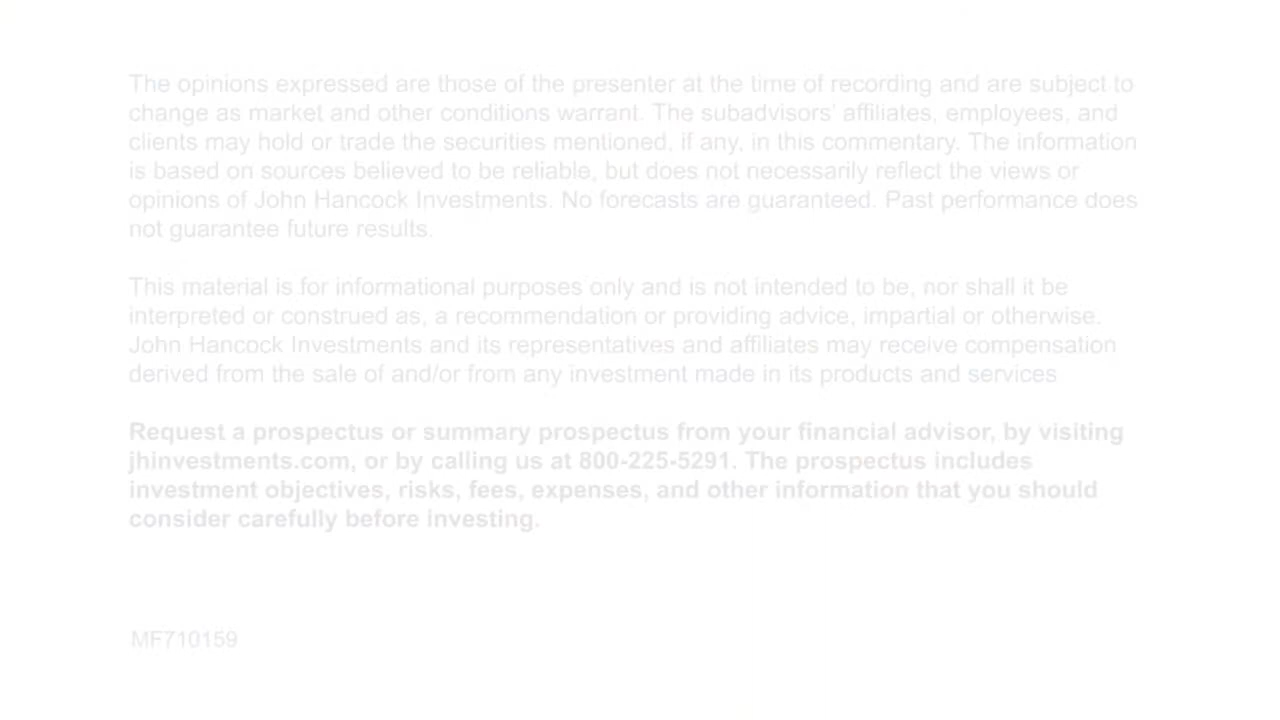 The opinions expressed are those of the presenter at the time of recording and are subject to
change as market and other conditions warrant. The subadvisors’ affiliates, employees, and
clients may hold or trade the securities mentioned, if any, in this commentary. The information
is based on sources believed to be reliable, but does not necessarily reflect the views or
opinions of John Hancock Investments. No forecasts are guaranteed. Past performance does
not guarantee future results.
This material is for informational purposes only and is not intended to be, nor shall it be
interpreted or construed as, a recommendation or providing advice, impartial or otherwise.
John Hancock Investments and its representatives and affiliates may receive compensation
derived from the sale of and/or from any investment made in its products and services
Request a prospectus or summary prospectus from your financial advisor, by visiting
jhinvestments.com, or by calling us at 800-225-5291. The prospectus includes
investment objectives, risks, fees, expenses, and other information that you should
consider carefully before investing.
MF710159